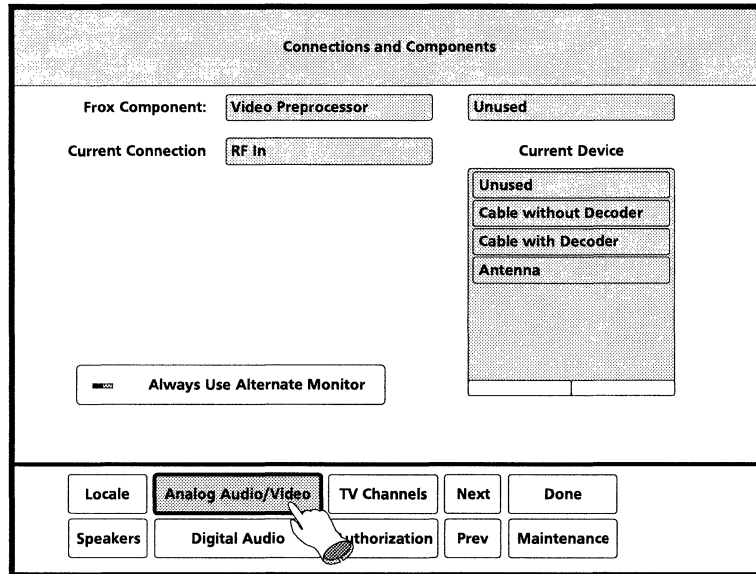 Connections and Components
Frox Component: Video Preprocessor Unused
Current Connection RF In Current Device
Unused
Cable without Decoder
Cable with Decoder
Antenna
Always Use Alternate Monitor
Locale Analog Audio/Video TV Channels Next Done
Speakers Digital Audio uthorization Prev Maintenance